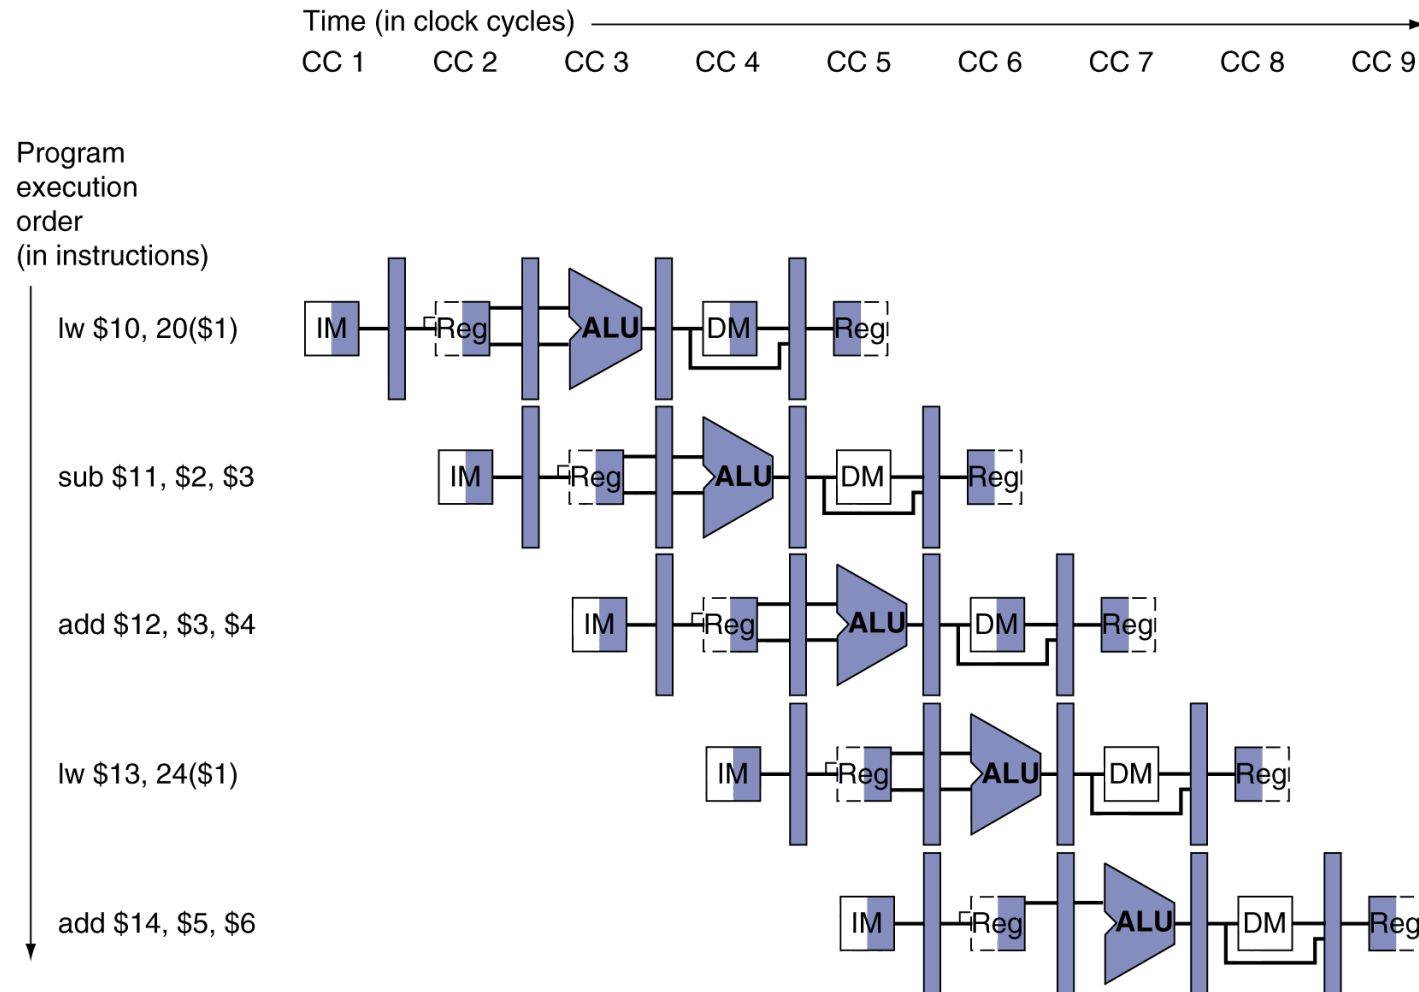 Time (in clock cycles)
CC 1 CC 2 CC 3 CC 4 CC 5 CC 6 CC 7 CC 8 CC 9
Program
execution
order
(in instructions)
lw $10, 20($1) IM Reg ALU DM Reg
sub $11, $2, $3 IM Reg ALU DM Reg
add $12, $3, $4 IM Reg ALU DM Reg
lw $13, 24($1) IM Reg ALU DM Reg
add $14, $5, $6 IM Reg ALU DM Reg